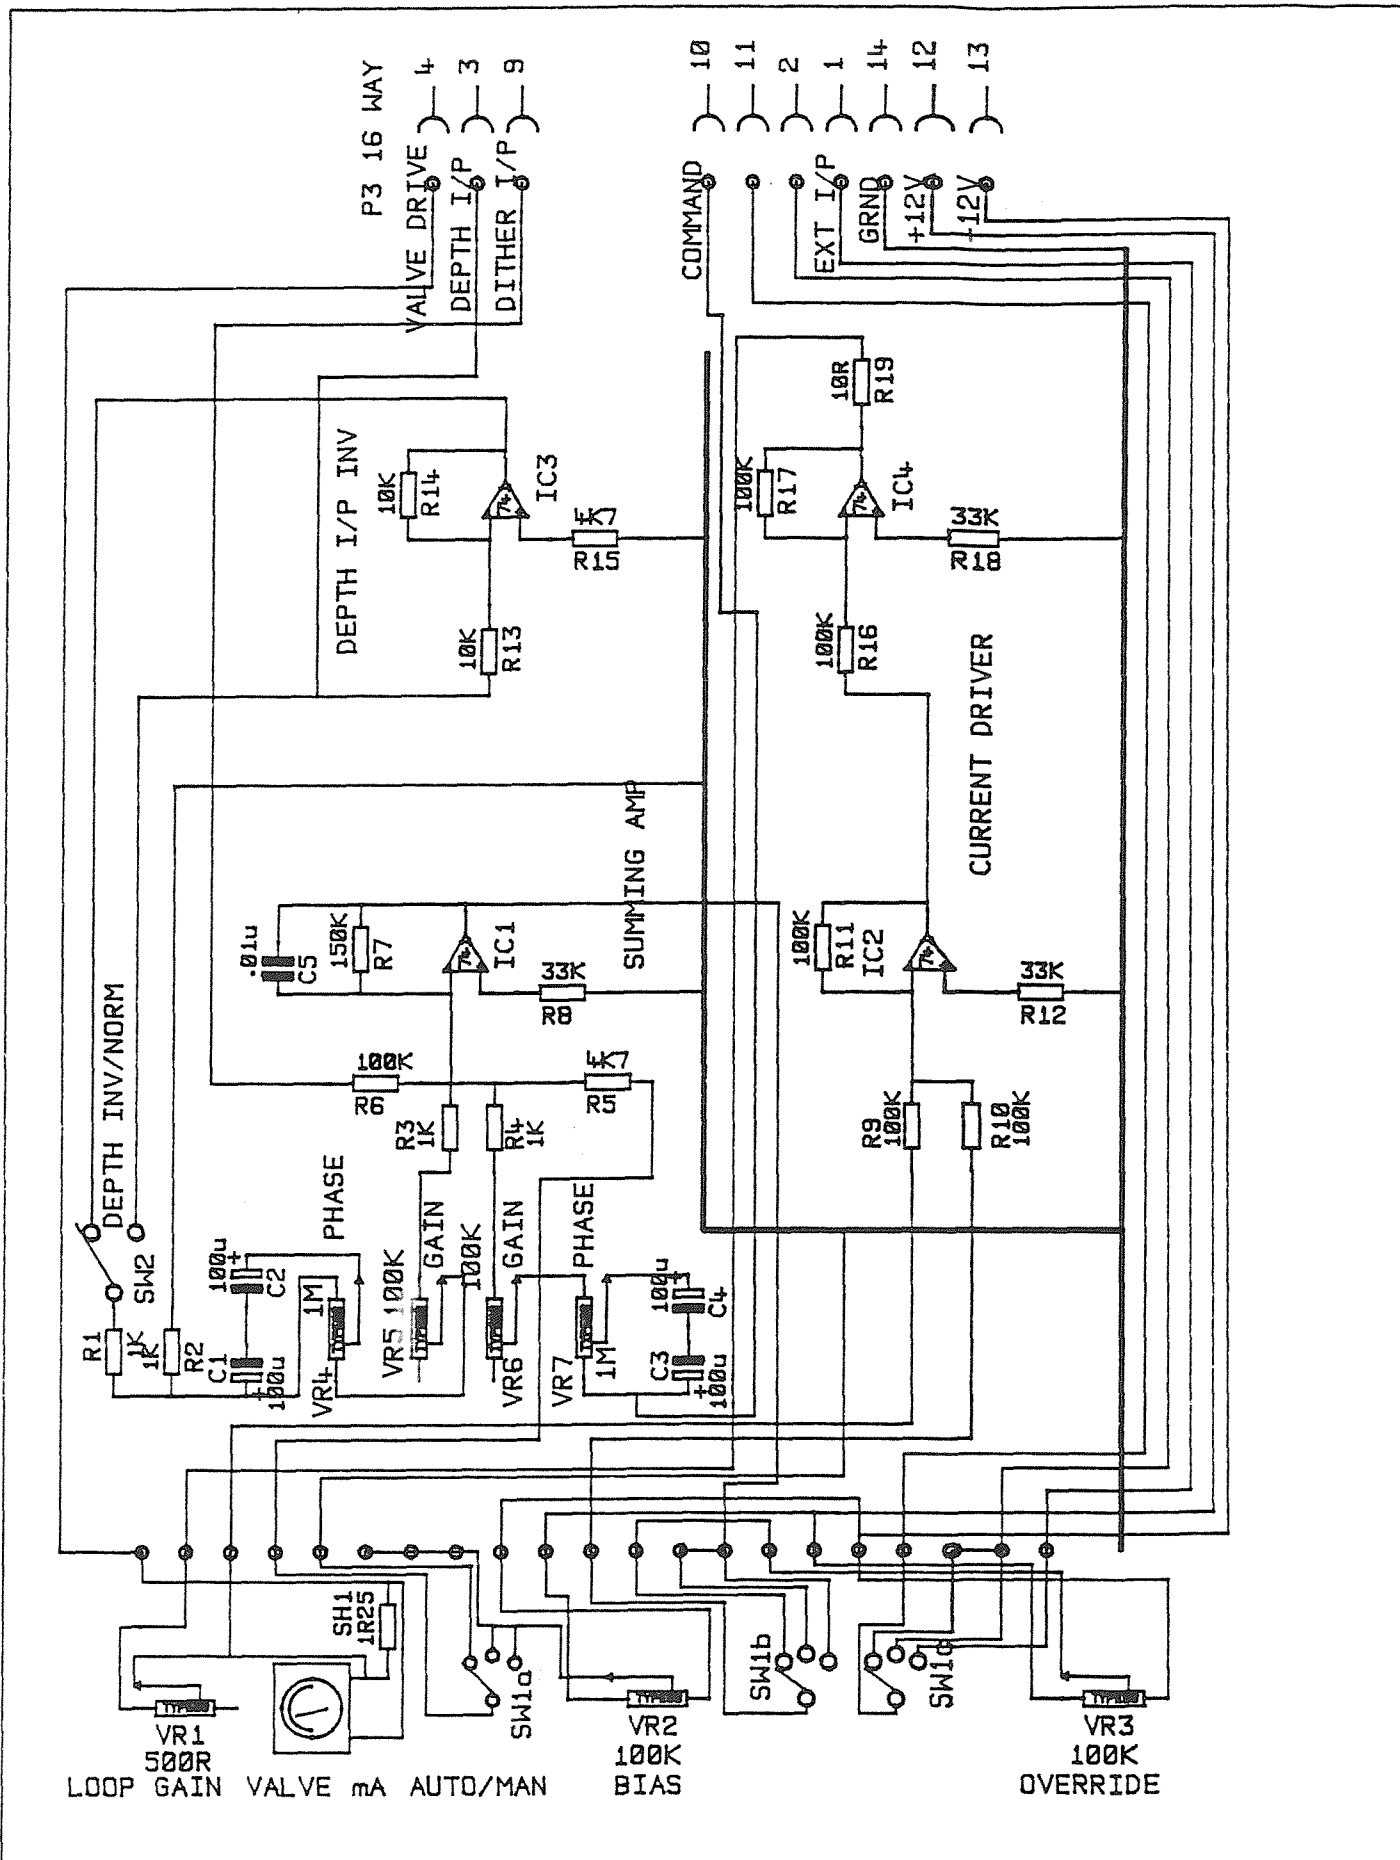 P3 16 WAY
4
3
9
10
11
2
1
14
12
13
VALVE DRIVE
DEPTH I/P
DITHER I/P
COMMAND
EXT I/P
GRND
+12V
-12V
DEPTH I/P INV
10K
R14
74
IC3
R15
10K
R13
10R
R19
100K
R17
74
IC4
33K
R18
100K
R16
CURRENT DRIVER
SUMMING AMP
.01u
C5
150K
R7
74
IC1
33K
R8
100K
R11
IC2
74
33K
R12
DEPTH INV/NORM
100K
R6
R5
R3
1K
R4
1K
R9
100K
R10
100K
SW2
PHASE
GAIN
100K
GAIN
PHASE
R1
1K
1K
R2
100u
+
C2
C1
+
100u
1M
VR4
VR5 100K
VR6
VR7
1M
100u
+
C4
C3
+
100u
SH1
1R25
SW1a
SW1b
SW1c
VR1
500R
LOOP GAIN
VALVE mA
AUTO/MAN
VR2
100K
BIAS
VR3
100K
OVERRIDE